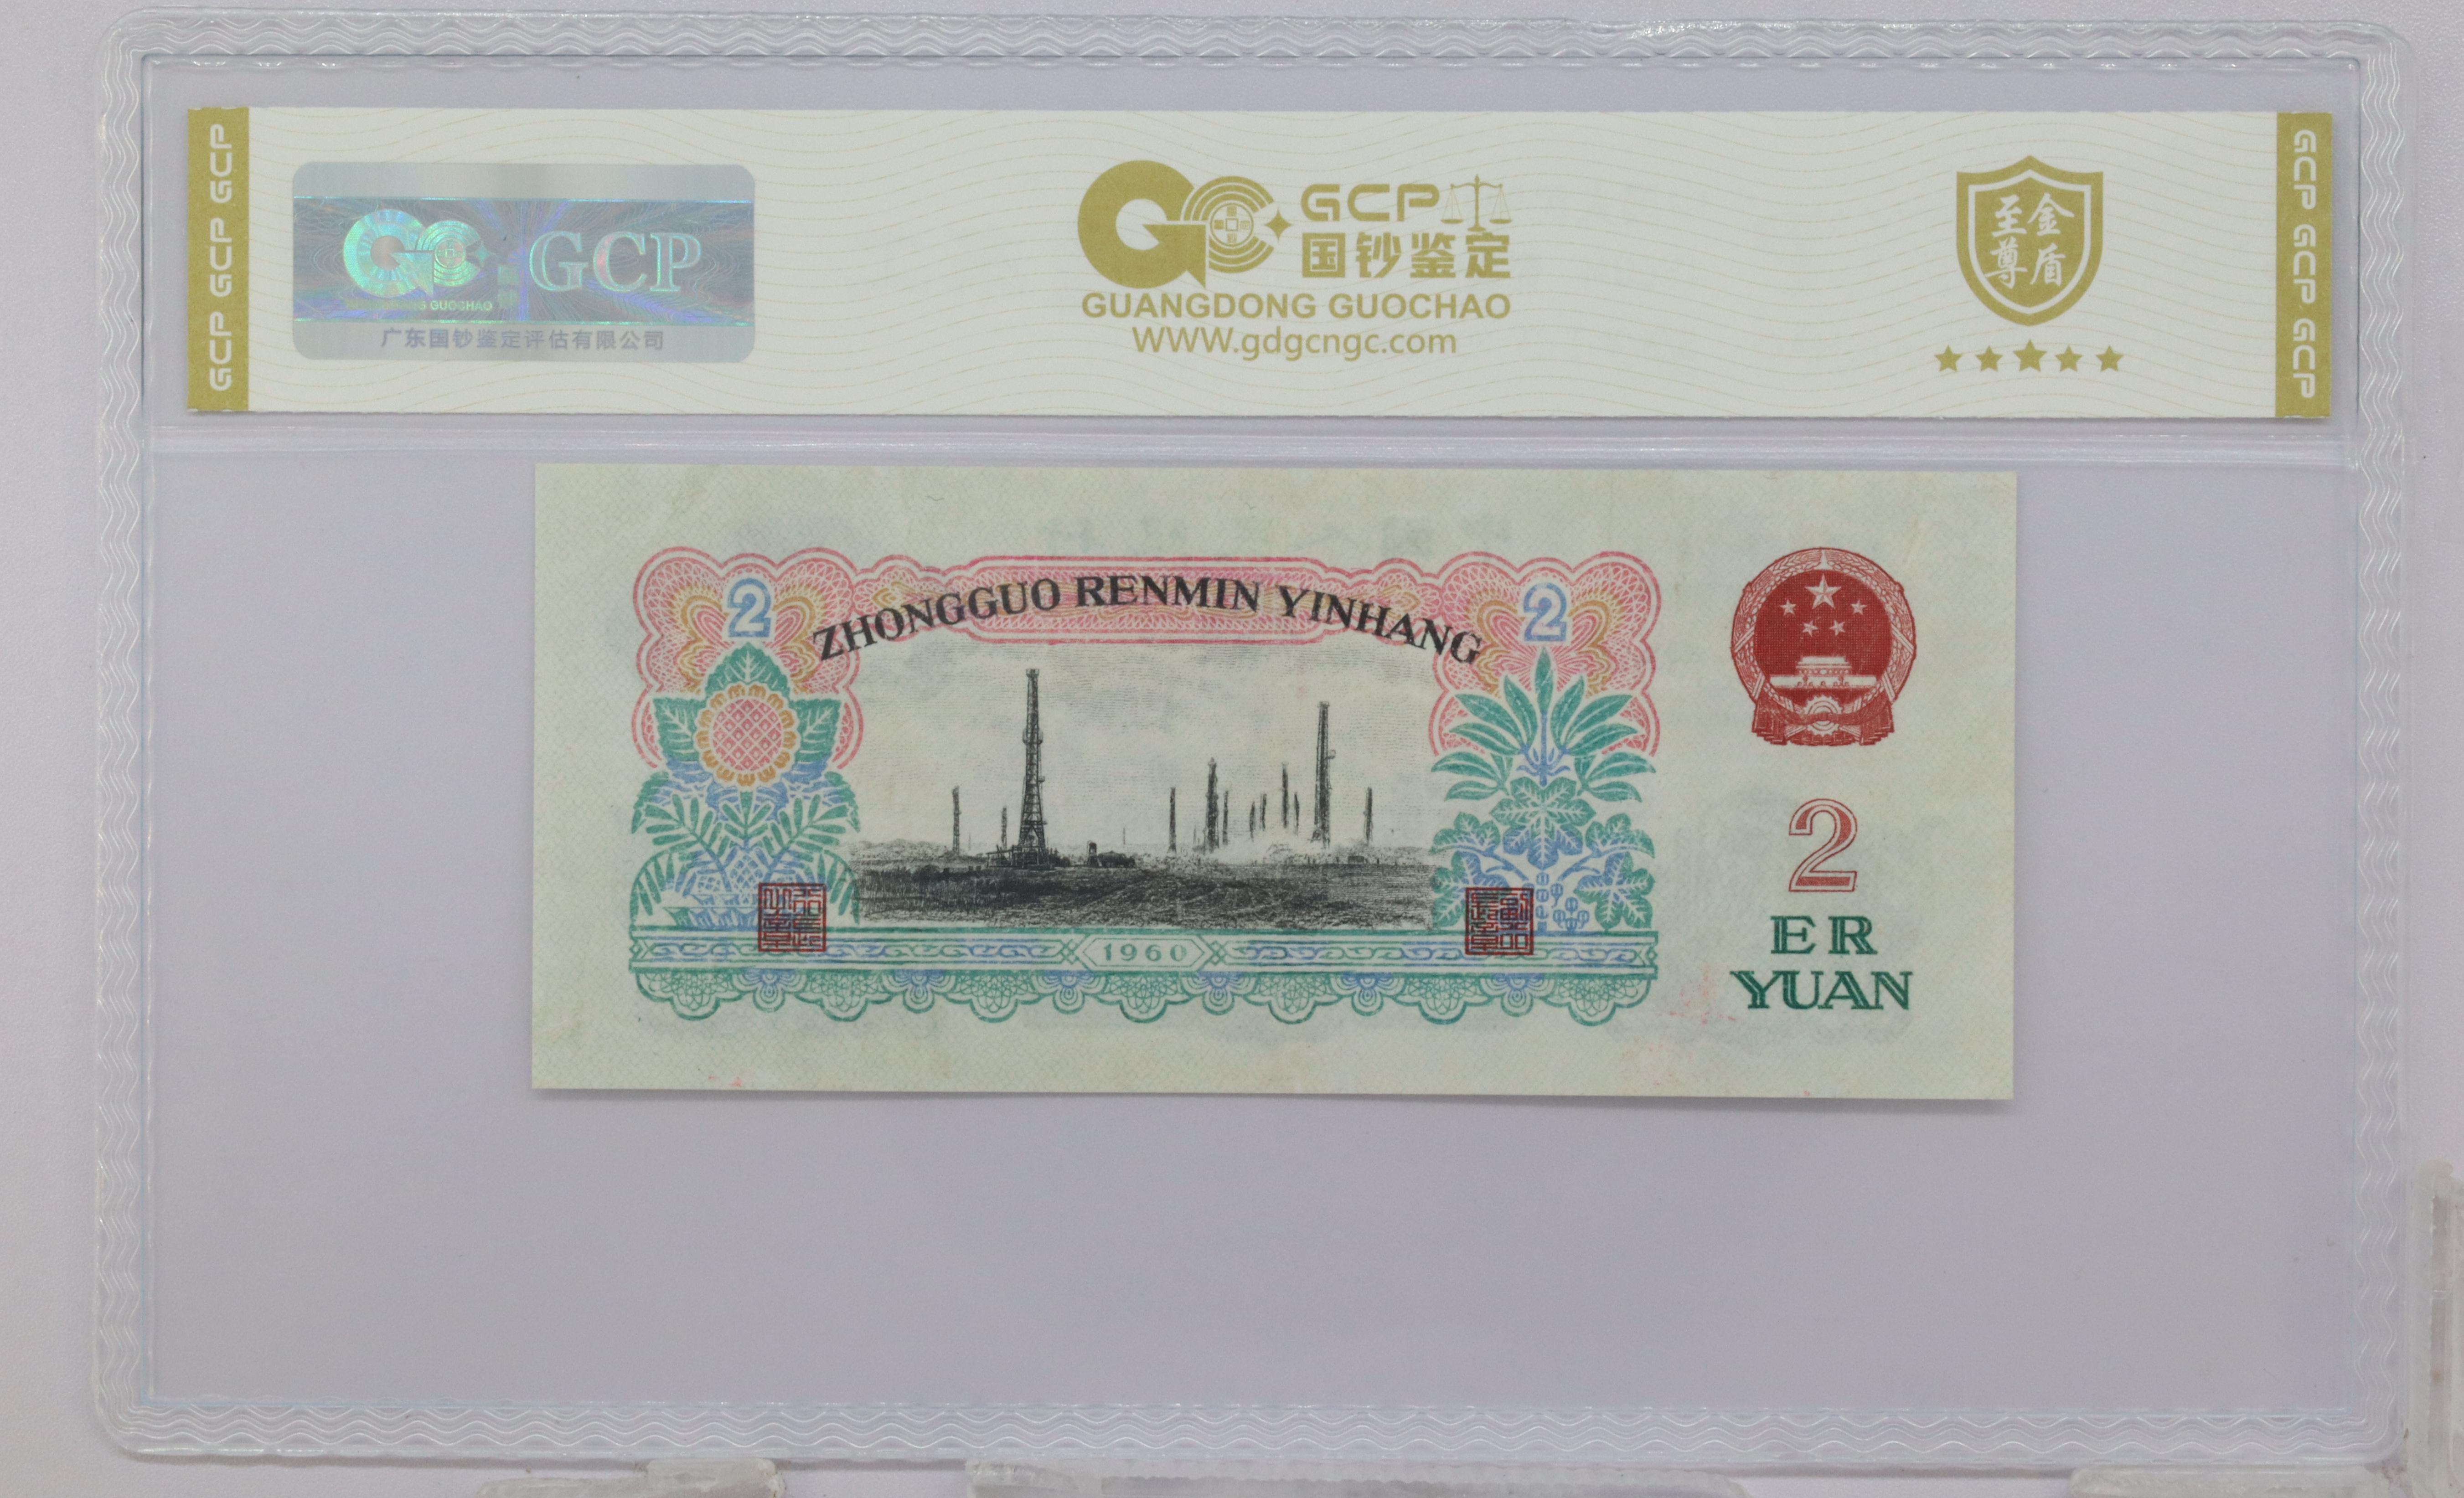 GCP GCP GCP
GCP
GUOCHAO
广东国钞鉴定评估有限公司
GCP
国钞鉴定
GUANGDONG GUOCHAO
WWW.gdgcngc.com
至尊
金盾
GCP GCP GCP
ZHONGGUO RENMIN YINHANG
2
2
1960
2
ER
YUAN